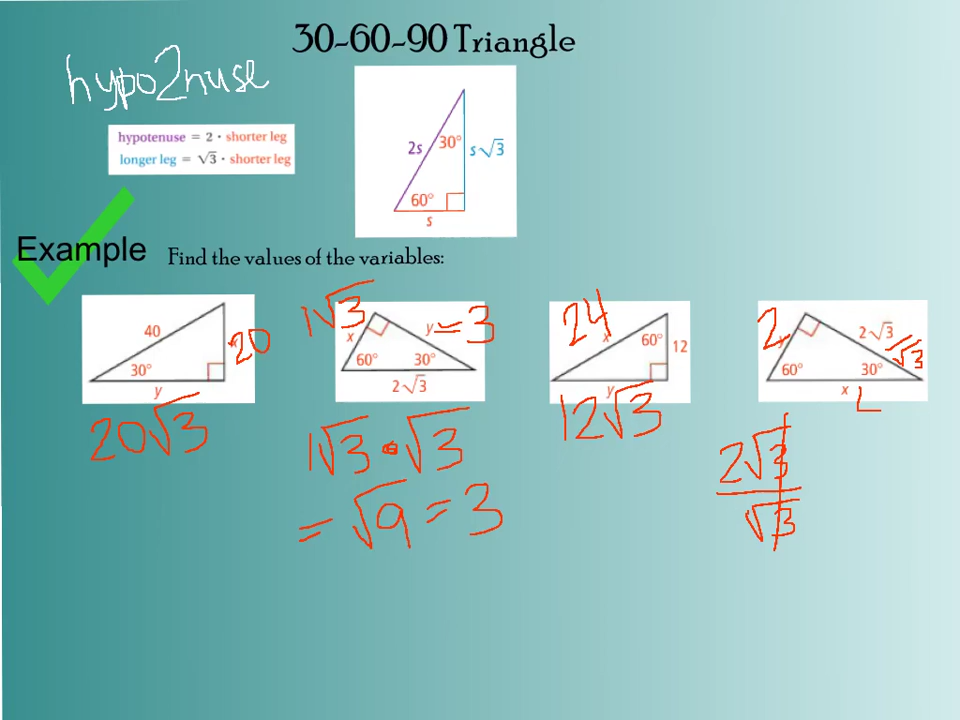 30-60-90 Triangle
hypo2nuse
hypotenuse = 2 · shorter leg
longer leg = √3 · shorter leg
2s 30° s√3
60°
s
Example Find the values of the variables:
40 20
30°
y
20√3
1√3 y = 3
x
60° 30°
2√3
1√3 · √3
= √9 = 3
24 x 60° 12
y
12√3
2 y 2√3
÷√3
60° 30°
x
2√3
√3